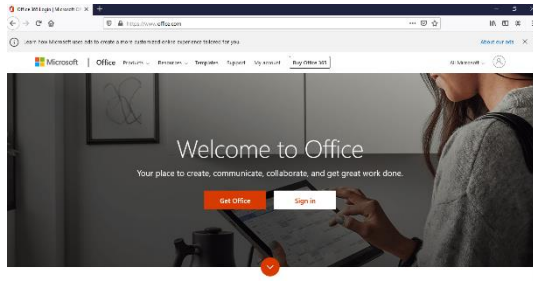 Office 365 Login | Microsoft Of
https://www.office.com
Learn how Microsoft uses ads to create a more customized online experience tailored for you.
About our ads
Microsoft | Office Products Resources Templates Support My account Buy Office 365 All Microsoft
Welcome to Office
Your place to create, communicate, collaborate, and get great work done.
Get Office Sign in